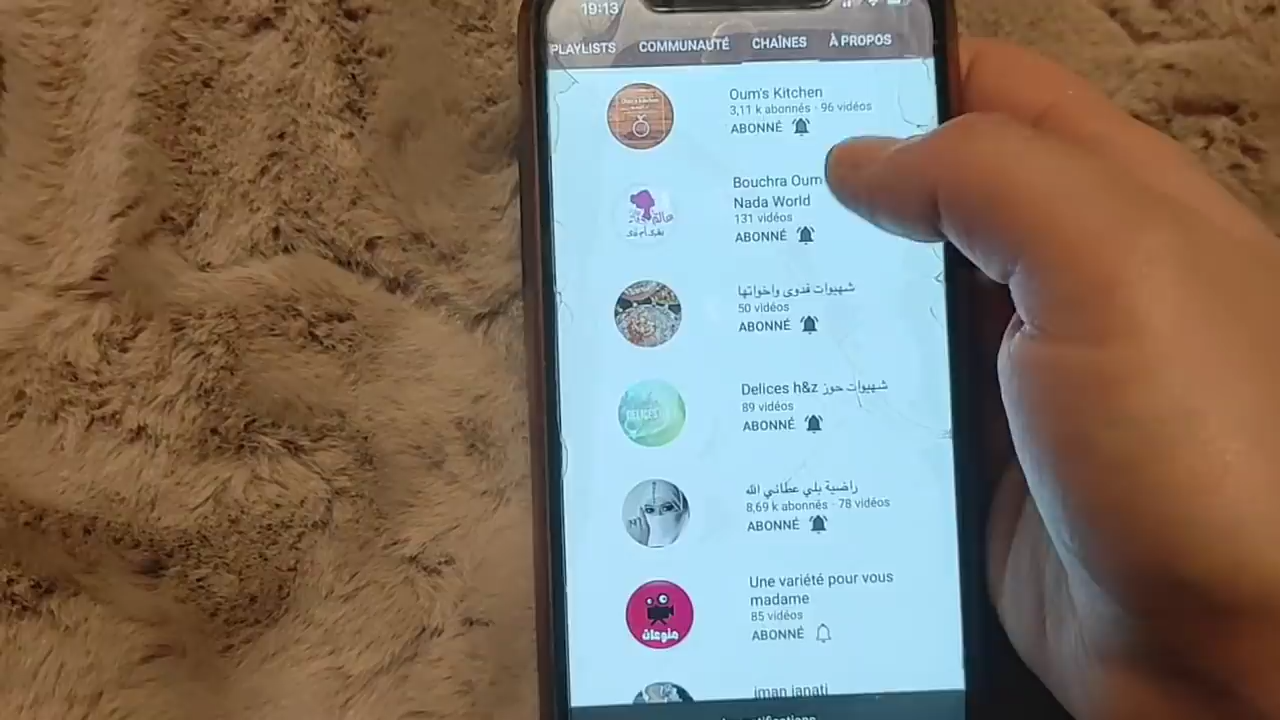 19:13
PLAYLISTS COMMUNAUTÉ CHAÎNES À PROPOS
Oum's Kitchen
3,11 k abonnés · 96 vidéos
ABONNÉ
Bouchra Oum
Nada World
131 vidéos
ABONNÉ
شهيوات فدوى واخواتها
50 vidéos
ABONNÉ
Delices h&z شهيوات حوز
89 vidéos
ABONNÉ
DELICES
راضية بلي عطاني الله
8,69 k abonnés · 78 vidéos
ABONNÉ
Une variété pour vous
madame
85 vidéos
ABONNÉ
منوعات
iman janati